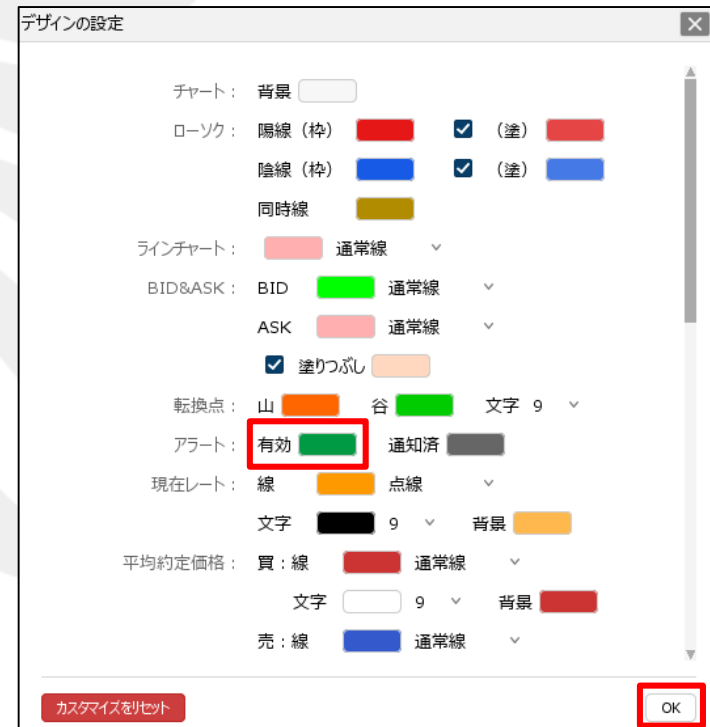 デザインの設定
チャート： 背景
ローソク： 陽線（枠） （塗）
陰線（枠） （塗）
同時線
ラインチャート： 通常線
BID&ASK： BID 通常線
ASK 通常線
塗りつぶし
転換点： 山 谷 文字 9
アラート： 有効 通知済
現在レート： 線 点線
文字 9 背景
平均約定価格： 買：線 通常線
文字 9 背景
売：線 通常線
カスタマイズをリセット OK